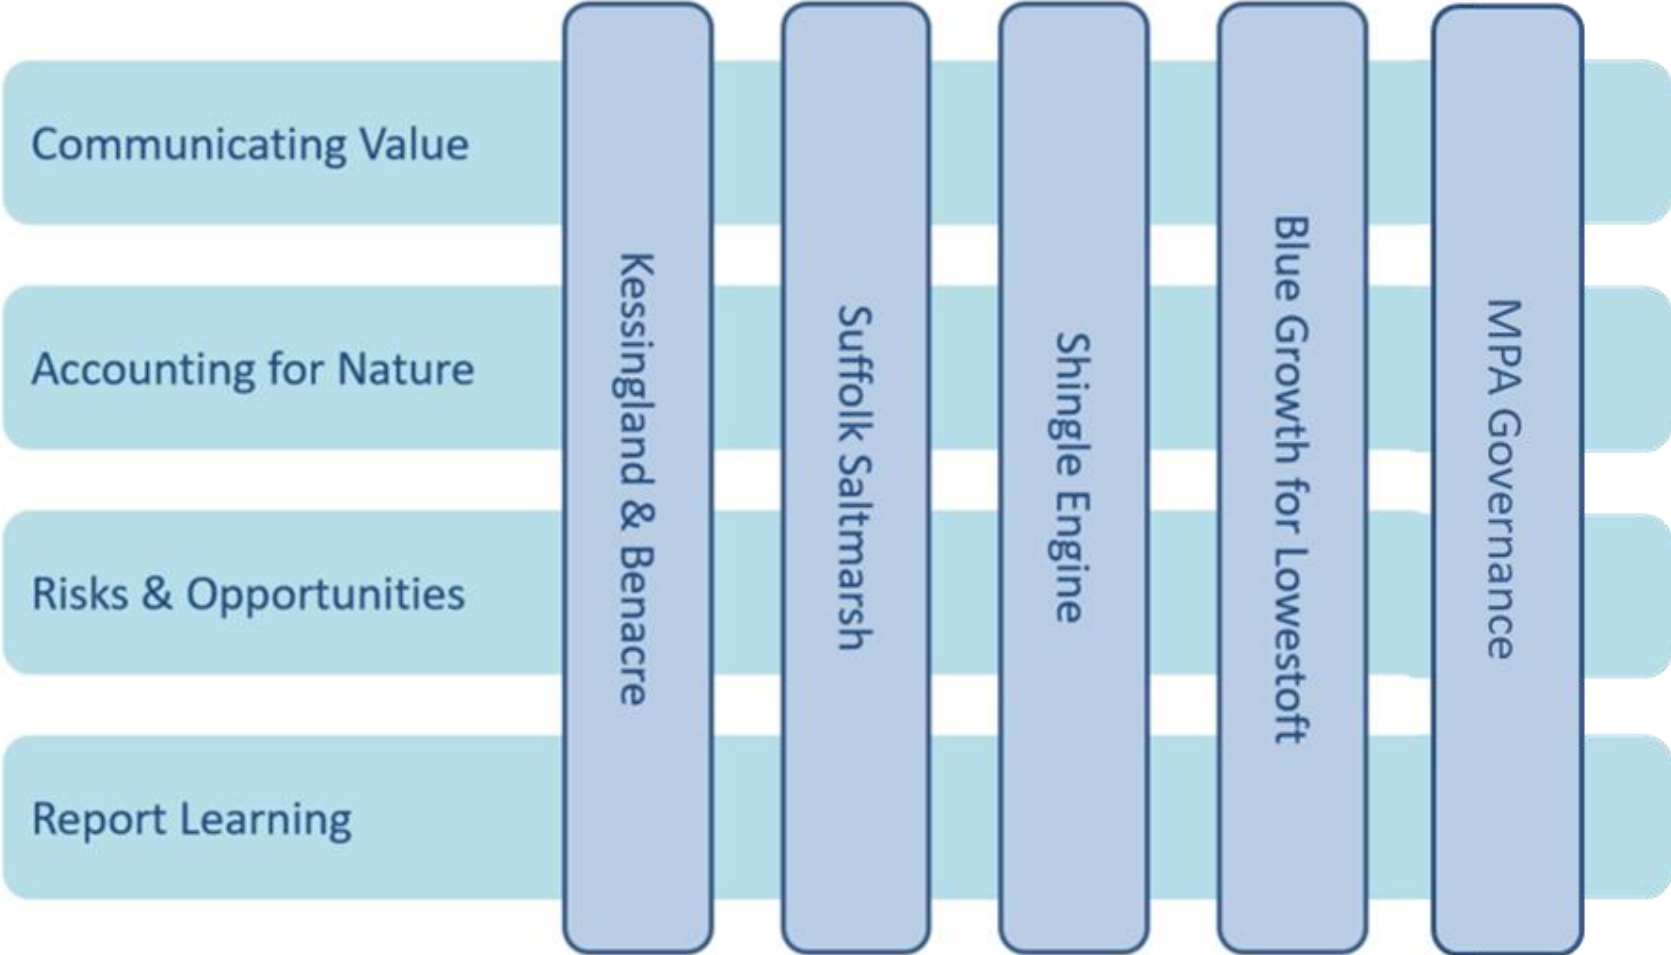 Communicating Value
Accounting for Nature
Risks & Opportunities
Report Learning
Kessingland & Benacre
Suffolk Saltmarsh
Shingle Engine
Blue Growth for Lowestoft
MPA Governance